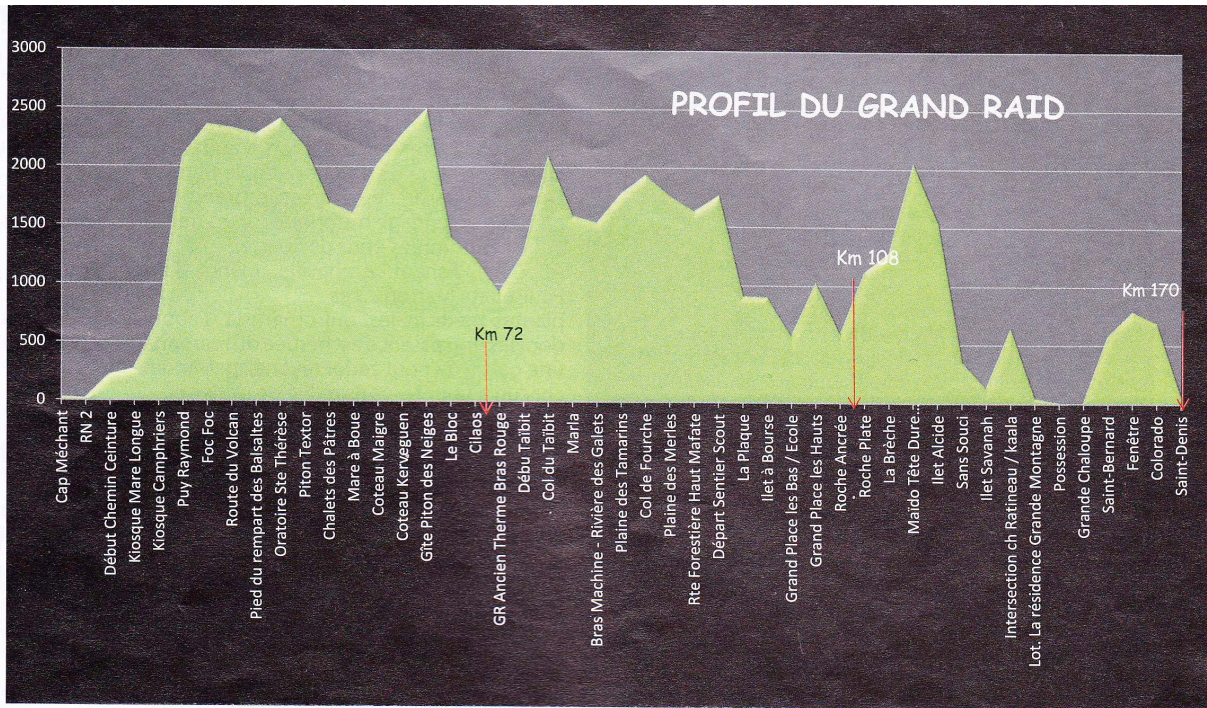 PROFIL DU GRAND RAID
3000
2500
2000
1500
1000
500
0
Km 72
Km 108
Km 170
Cap Méchant
RN 2
Début Chemin Ceinture
Kiosque Mare Longue
Kiosque Camphriers
Puy Raymond
Foc Foc
Route du Volcan
Pied du rempart des Balsaltes
Oratoire Ste Thérèse
Piton Textor
Chalets des Pâtres
Mare à Boue
Coteau Maigre
Coteau Kerveguen
Gîte Piton des Neiges
Le Bloc
Cilaos
GR Ancien Therme Bras Rouge
Début Taïbit
Col du Taïbit
Marla
Bras Machine - Rivière des Galets
Plaine des Tamarins
Col de Fourche
Plaine des Merles
Rte Forestière Haut Mafate
Départ Sentier Scout
La Plaque
Ilet à Bourse
Grand Place les Bas / Ecole
Grand Place les Hauts
Roche Ancrée
Roche Plate
La Brèche
Maïdo Tête Dure...
Ilet Alcide
Sans Souci
Ilet Savanah
Intersection ch Ratineau / kaala
Lot. La résidence Grande Montagne
Possession
Grande Chaloupe
Saint-Bernard
Fenêtre
Colorado
Saint-Denis